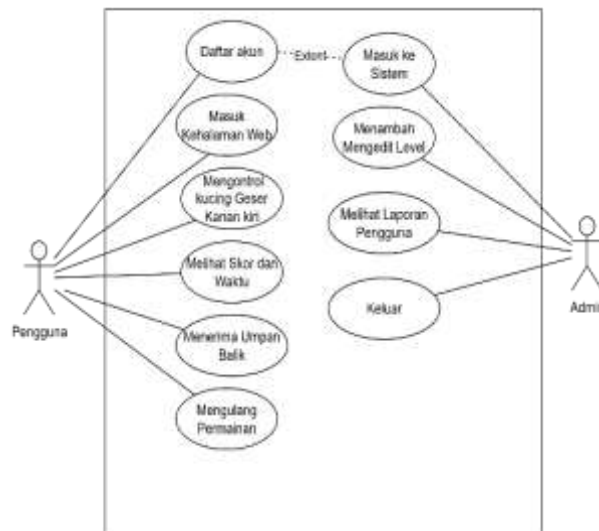 Daftar akun
Extent
Masuk ke
Sistem
Masuk
Kehalaman Web
Menambah
Mengedit Level
Mengontrol
kucing Geser
Kanan kiri
Melihat Laporan
Pengguna
Melihat Skor dan
Waktu
Keluar
Pengguna
Admin
Menerima Umpan
Balik
Mengulang
Permainan